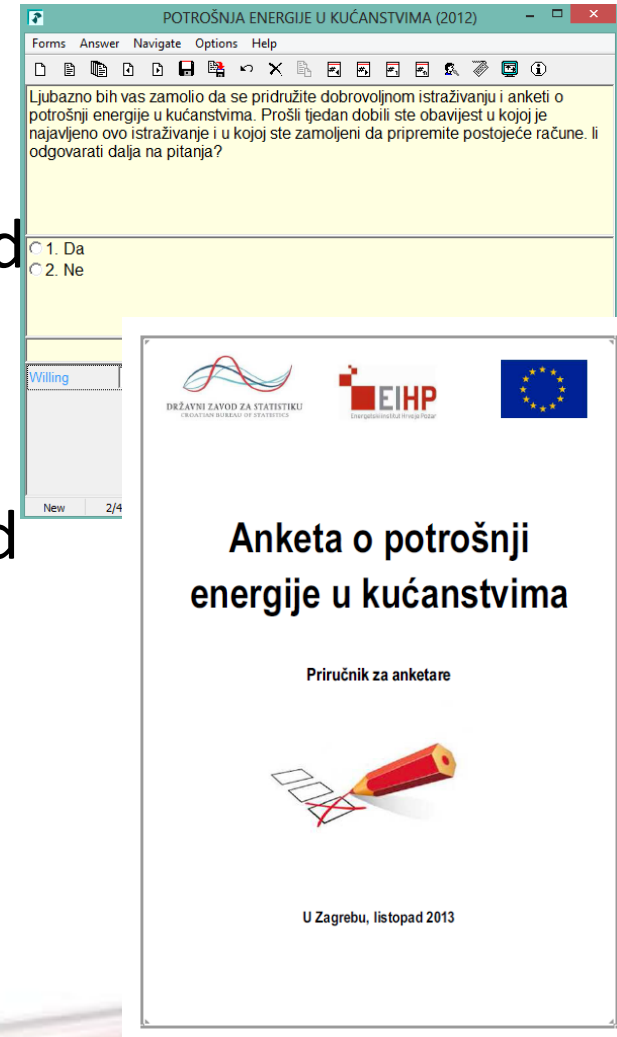 POTROŠNJA ENERGIJE U KUĆANSTVIMA (2012)
Forms Answer Navigate Options Help
Ljubazno bih vas zamolio da se pridružite dobrovoljnom istraživanju i anketi o
potrošnji energije u kućanstvima. Prošli tjedan dobili ste obavijest u kojoj je
najavljeno ovo istraživanje i u kojoj ste zamoljeni da pripremite postojeće račune. li
odgovarati dalja na pitanja?
d
1. Da
2. Ne
Willing
New 2/4
d
DRŽAVNI ZAVOD ZA STATISTIKU
CROATIAN BUREAU OF STATISTICS
EIHP
Energetski institut Hrvoje Požar
Anketa o potrošnji
energije u kućanstvima
Priručnik za anketare
U Zagrebu, listopad 2013